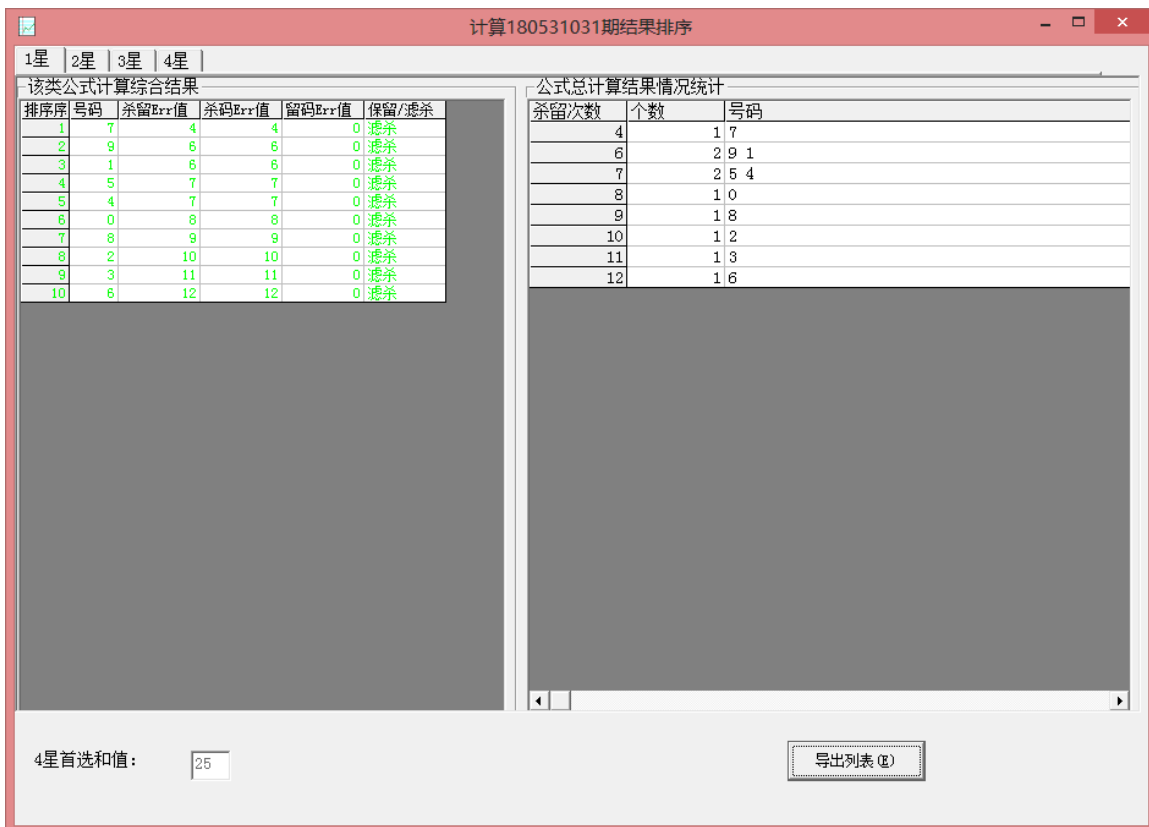 计算180531031期结果排序
1星 2星 3星 4星
该类公式计算综合结果
排序序 号码 杀留Err值 杀码Err值 留码Err值 保留/滤杀
1 7 4 4 0 滤杀
2 9 6 6 0 滤杀
3 1 6 6 0 滤杀
4 5 7 7 0 滤杀
5 4 7 7 0 滤杀
6 0 8 8 0 滤杀
7 8 9 9 0 滤杀
8 2 10 10 0 滤杀
9 3 11 11 0 滤杀
10 6 12 12 0 滤杀
公式总计算结果情况统计
杀留次数 个数 号码
4 1 7
6 2 9 1
7 2 5 4
8 1 0
9 1 8
10 1 2
11 1 3
12 1 6
4星首选和值: 25
导出列表(E)